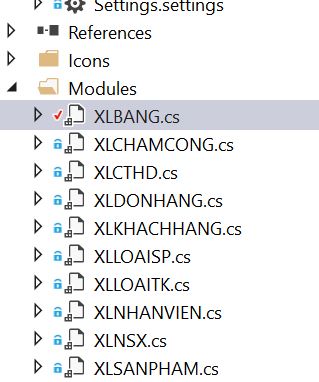 Settings.settings
References
Icons
Modules
XLBANG.cs
XLCHAMCONG.cs
XLCTHD.cs
XLDONHANG.cs
XLKHACHHANG.cs
XLLOAISP.cs
XLLOAITK.cs
XLNHANVIEN.cs
XLNSX.cs
XLSANPHAM.cs